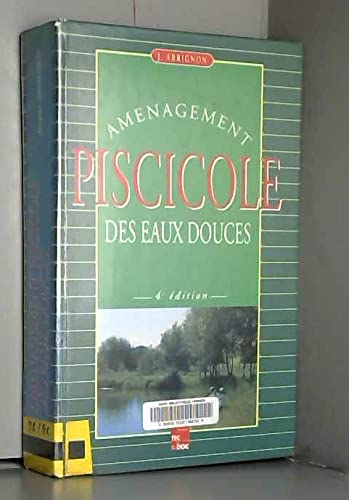 J. ARRIGNON
AMENAGEMENT
PISCICOLE
DES EAUX DOUCES
4e édition
TEC
& DOC